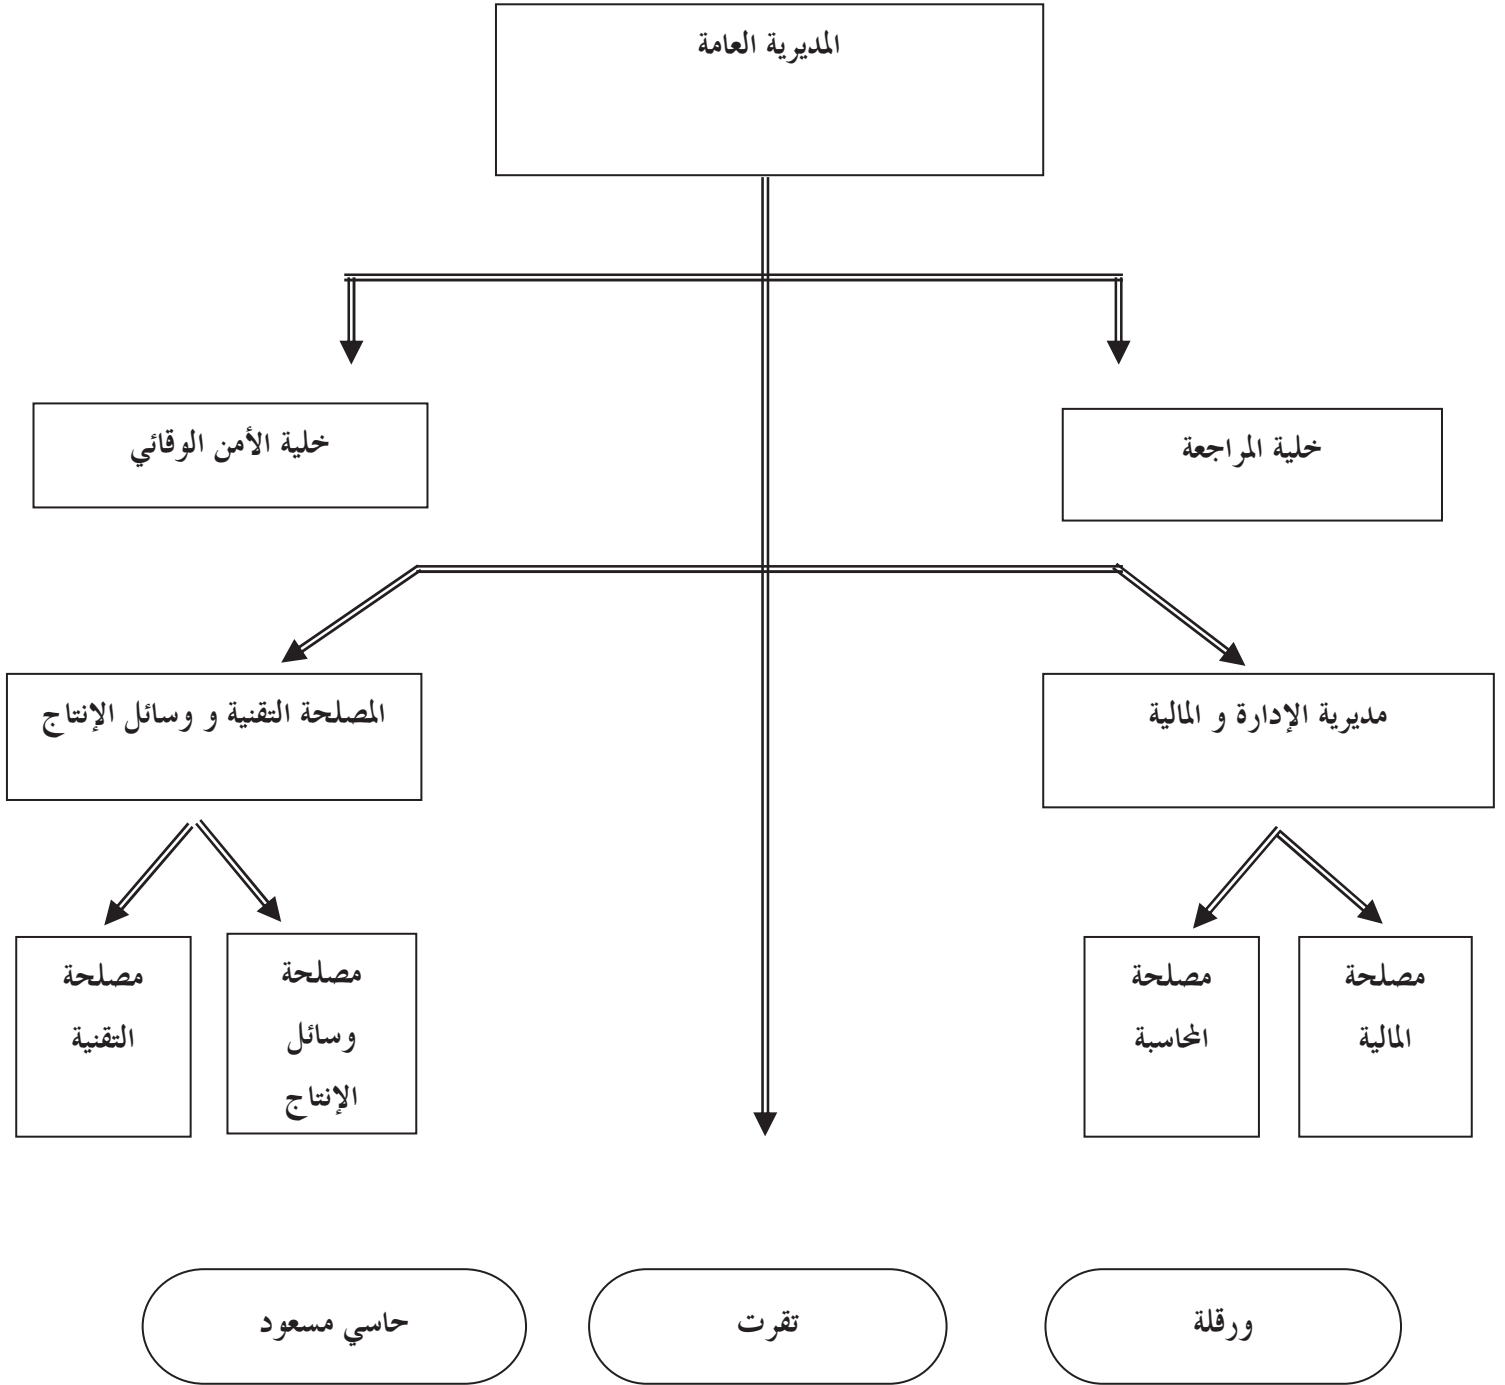 المديرية العامة
خلية المراجعة
خلية الأمن الوقائي
مديرية الإدارة و المالية
المصلحة التقنية و وسائل الإنتاج
مصلحة
المالية
مصلحة
المحاسبة
مصلحة
وسائل
الإنتاج
مصلحة
التقنية
ورقلة
تقرت
حاسي مسعود